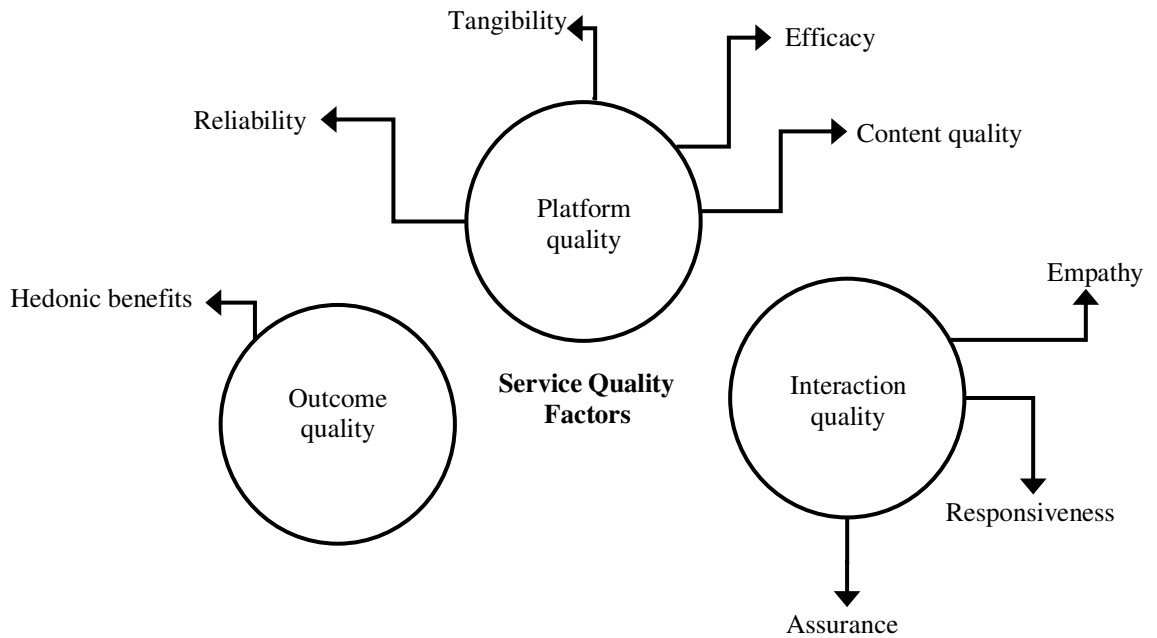 Tangibility
Efficacy
Reliability
Content quality
Platform
quality
Empathy
Hedonic benefits
Service Quality
Factors
Outcome
quality
Interaction
quality
Responsiveness
Assurance